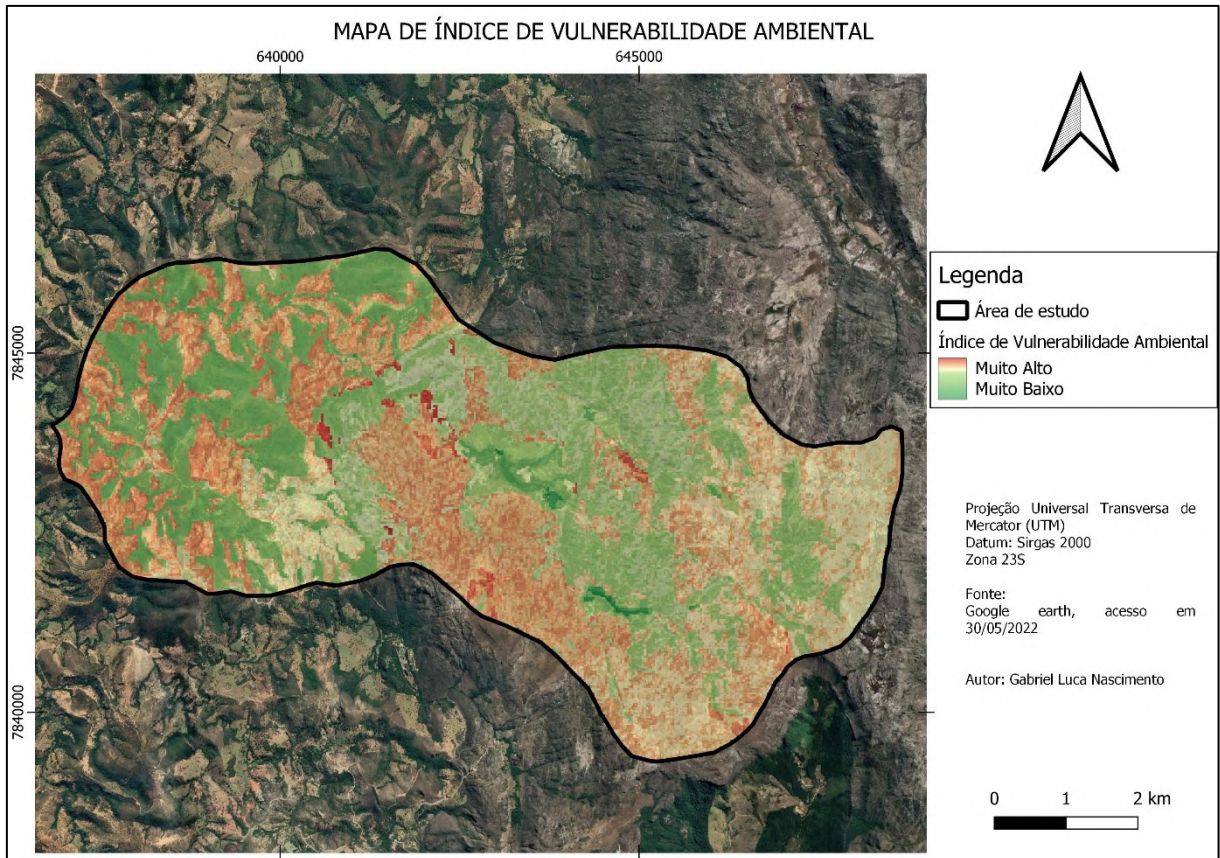 MAPA DE ÍNDICE DE VULNERABILIDADE AMBIENTAL
640000
645000
7845000
7840000
Legenda
Área de estudo
Índice de Vulnerabilidade Ambiental
Muito Alto
Muito Baixo
Projeção Universal Transversa de
Mercator (UTM)
Datum: Sirgas 2000
Zona 23S
Fonte:
Google earth, acesso em
30/05/2022
Autor: Gabriel Luca Nascimento
0 1 2 km